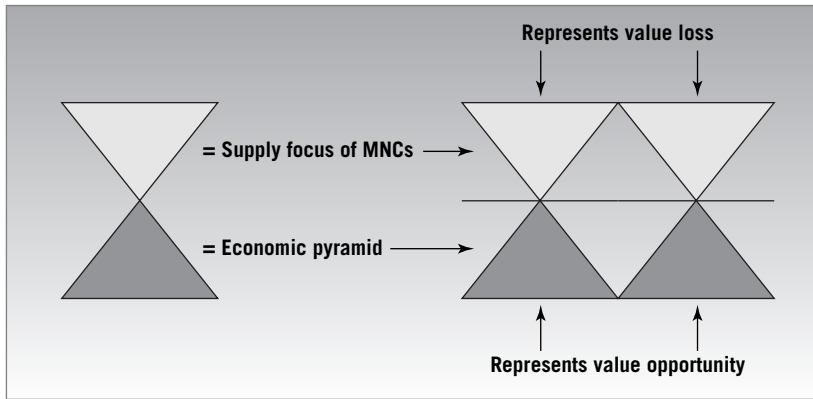 Represents value loss
= Supply focus of MNCs
= Economic pyramid
Represents value opportunity